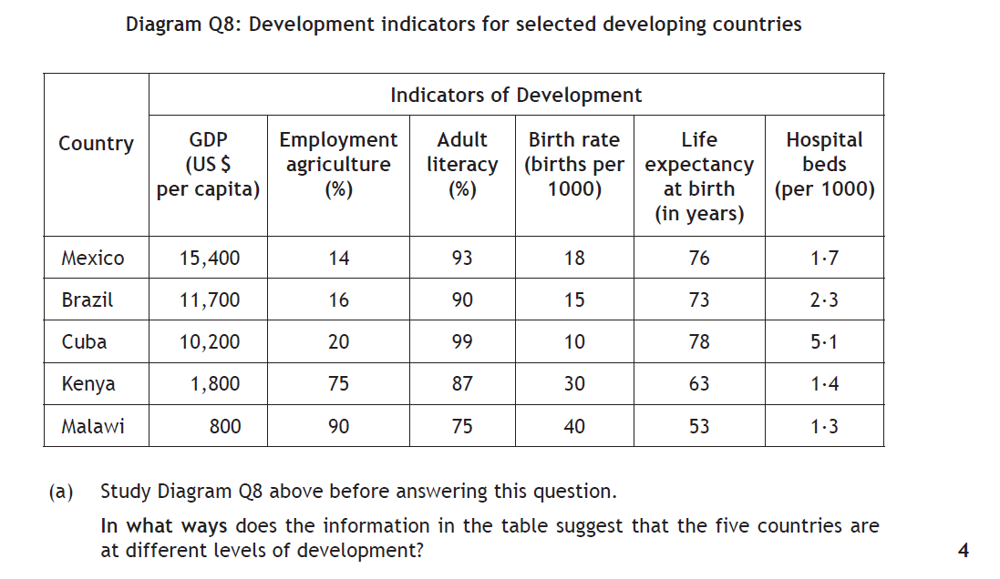 Diagram Q8: Development indicators for selected developing countries
Country
Indicators of Development
GDP (US $ per capita)
Employment agriculture (%)
Adult literacy (%)
Birth rate (births per 1000)
Life expectancy at birth (in years)
Hospital beds (per 1000)
Mexico 15,400 14 93 18 76 1·7
Brazil 11,700 16 90 15 73 2·3
Cuba 10,200 20 99 10 78 5·1
Kenya 1,800 75 87 30 63 1·4
Malawi 800 90 75 40 53 1·3
(a) Study Diagram Q8 above before answering this question.
In what ways does the information in the table suggest that the five countries are
at different levels of development? 4